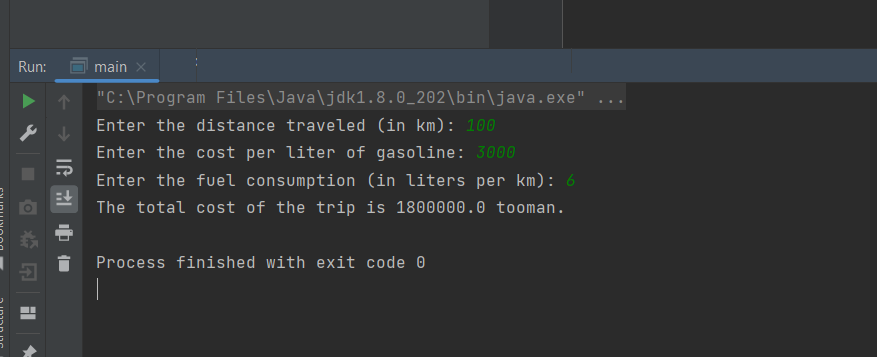 Run: main
"C:\Program Files\Java\jdk1.8.0_202\bin\java.exe" ...
Enter the distance traveled (in km): 100
Enter the cost per liter of gasoline: 3000
Enter the fuel consumption (in liters per km): 6
The total cost of the trip is 1800000.0 tooman.
Process finished with exit code 0
Bookmarks
Structure